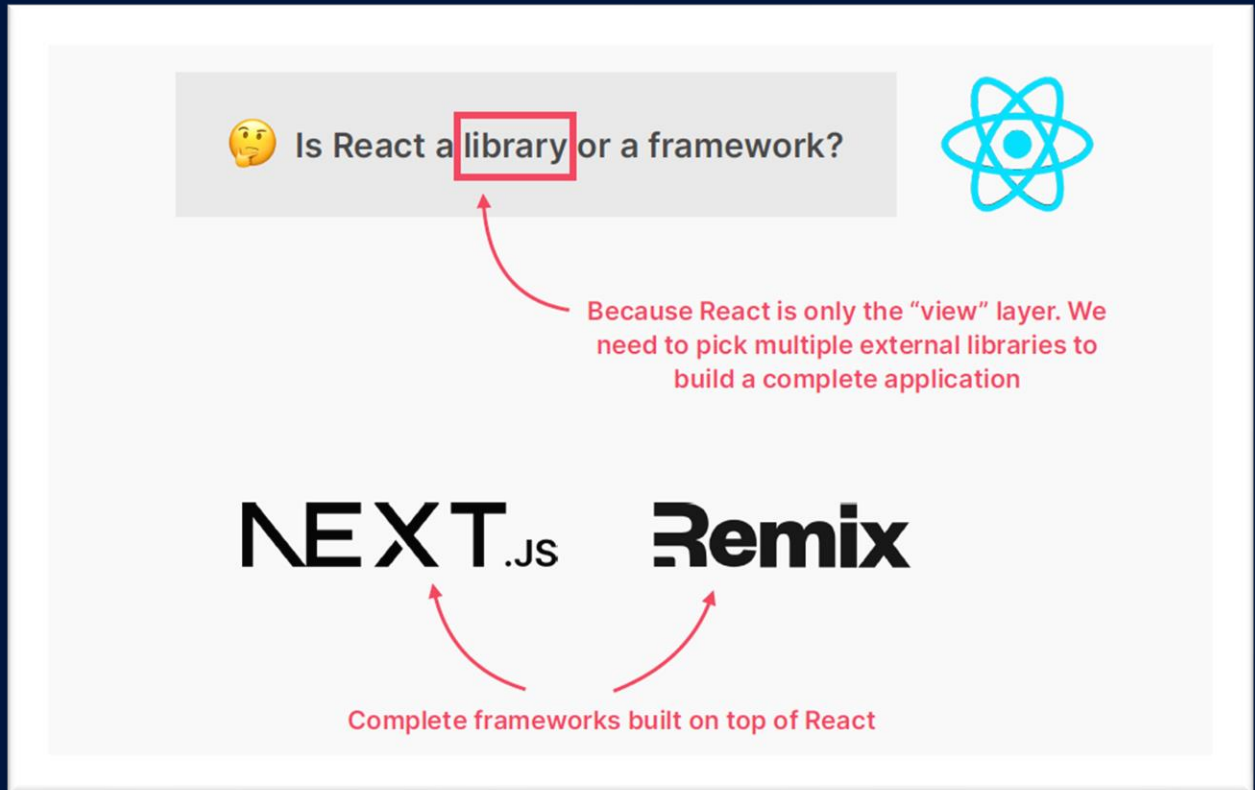 🤔 Is React a library or a framework?
Because React is only the “view” layer. We
need to pick multiple external libraries to
build a complete application
NEXT.JS Remix
Complete frameworks built on top of React